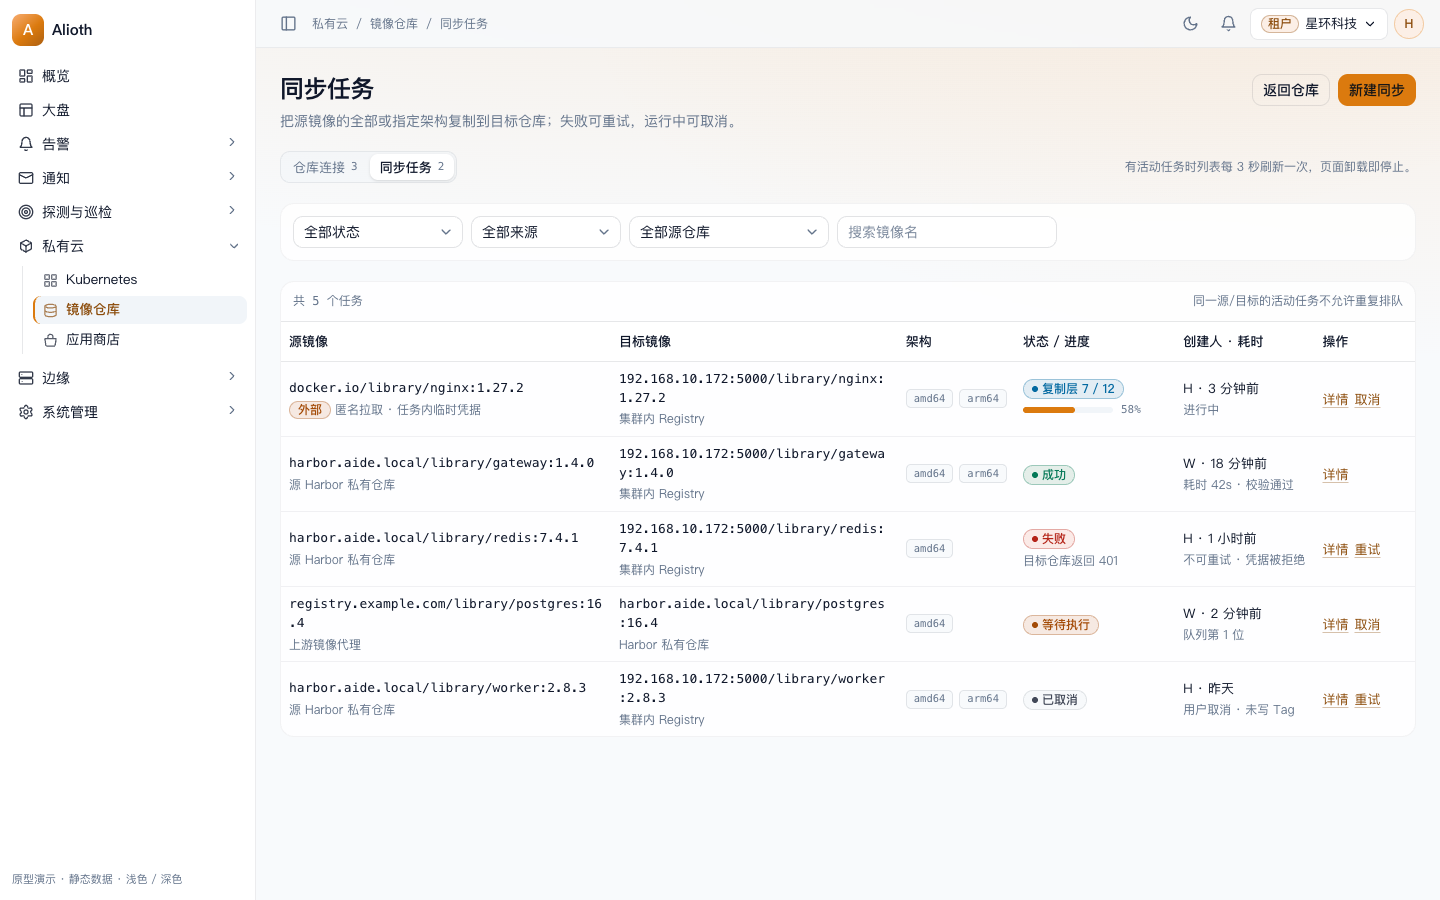 A Alioth
概览
大盘
告警
通知
探测与巡检
私有云
Kubernetes
镜像仓库
应用商店
边缘
系统管理
原型演示 · 静态数据 · 浅色 / 深色
私有云 / 镜像仓库 / 同步任务
租户 星环科技
H
同步任务
返回仓库 新建同步
把源镜像的全部或指定架构复制到目标仓库；失败可重试，运行中可取消。
仓库连接 3 同步任务 2
有活动任务时列表每 3 秒刷新一次，页面卸载即停止。
全部状态 全部来源 全部源仓库 搜索镜像名
共 5 个任务
同一源/目标的活动任务不允许重复排队
源镜像 目标镜像 架构 状态 / 进度 创建人 · 耗时 操作
docker.io/library/nginx:1.27.2
外部 匿名拉取 · 任务内临时凭据
192.168.10.172:5000/library/nginx:
1.27.2
集群内 Registry
amd64 arm64
复制层 7 / 12
58%
H · 3 分钟前
进行中
详情 取消
harbor.aide.local/library/gateway:1.4.0
源 Harbor 私有仓库
192.168.10.172:5000/library/gatewa
y:1.4.0
集群内 Registry
amd64 arm64
成功
W · 18 分钟前
耗时 42s · 校验通过
详情
harbor.aide.local/library/redis:7.4.1
源 Harbor 私有仓库
192.168.10.172:5000/library/redis:
7.4.1
集群内 Registry
amd64
失败
目标仓库返回 401
H · 1 小时前
不可重试 · 凭据被拒绝
详情 重试
registry.example.com/library/postgres:16
.4
上游镜像代理
harbor.aide.local/library/postgres
:16.4
Harbor 私有仓库
amd64
等待执行
W · 2 分钟前
队列第 1 位
详情 取消
harbor.aide.local/library/worker:2.8.3
源 Harbor 私有仓库
192.168.10.172:5000/library/worker
:2.8.3
集群内 Registry
amd64 arm64
已取消
H · 昨天
用户取消 · 未写 Tag
详情 重试